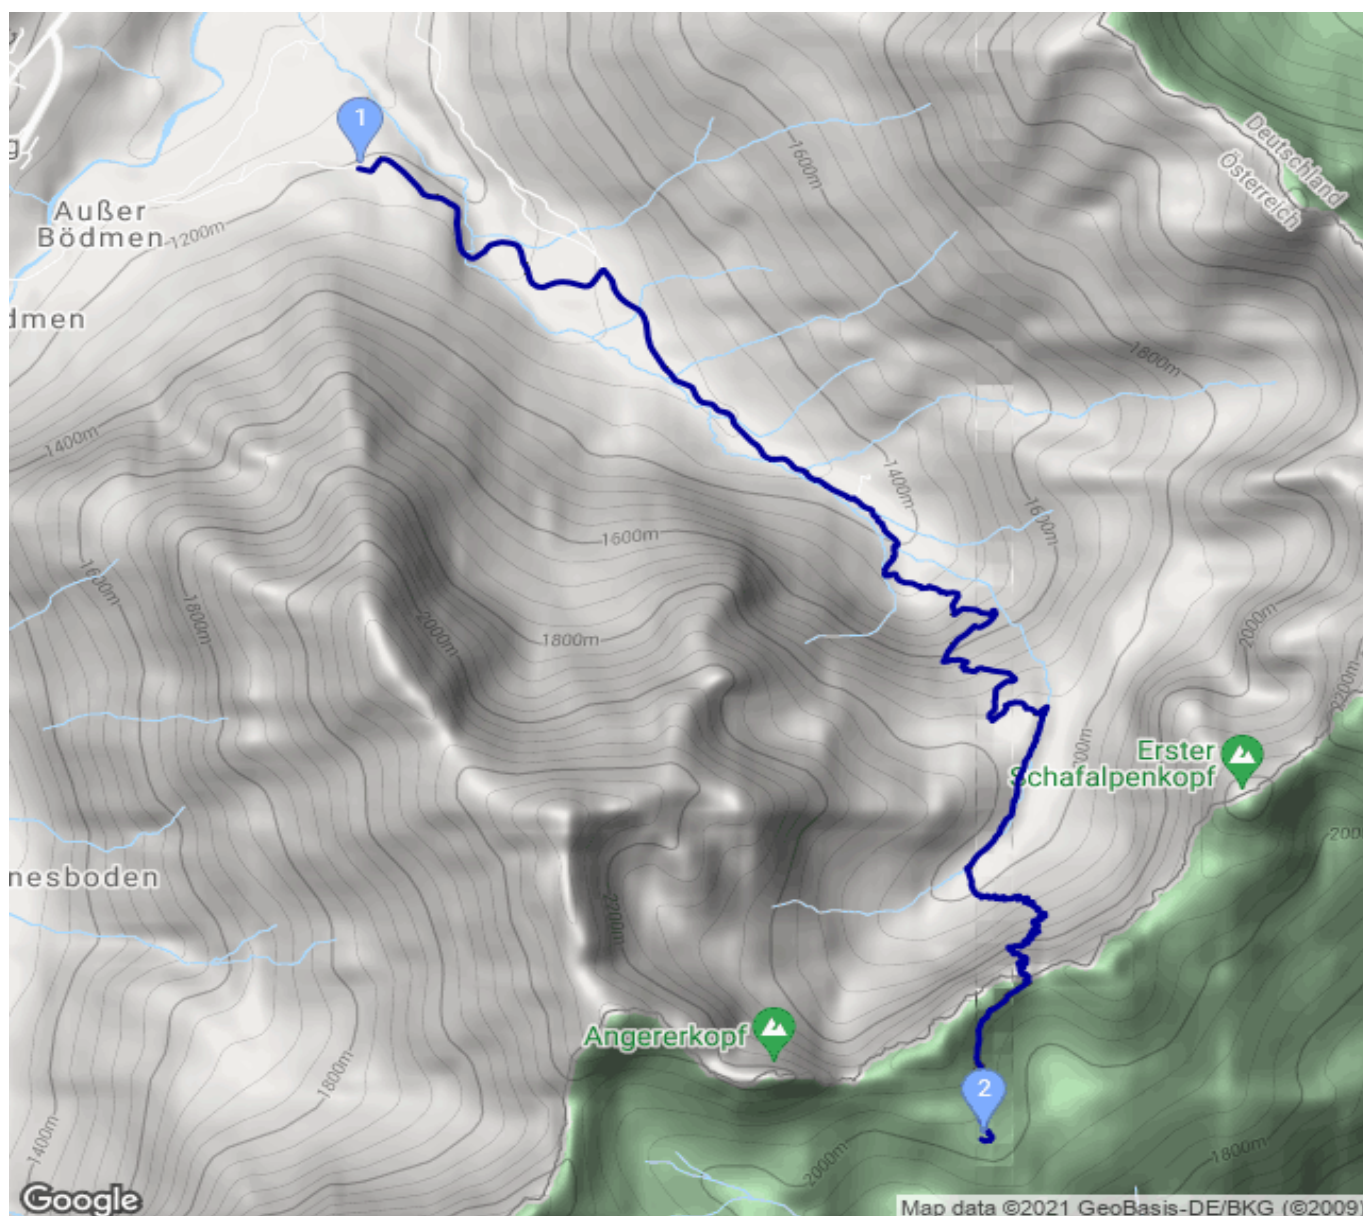 1
Deutschland
Österreich
1600m
Außer
Bödmen
1200m
dmen
1800m
1400m
1400m
1600m
1600m
1600m
1800m
2000m
1800m
2000m
2200m
Erster
Schafalpenkopf
2200m
nesboden
Angererkopf
1800m
2
1400m
2000m
1800m
Google
Map data ©2021 GeoBasis-DE/BKG (©2009)